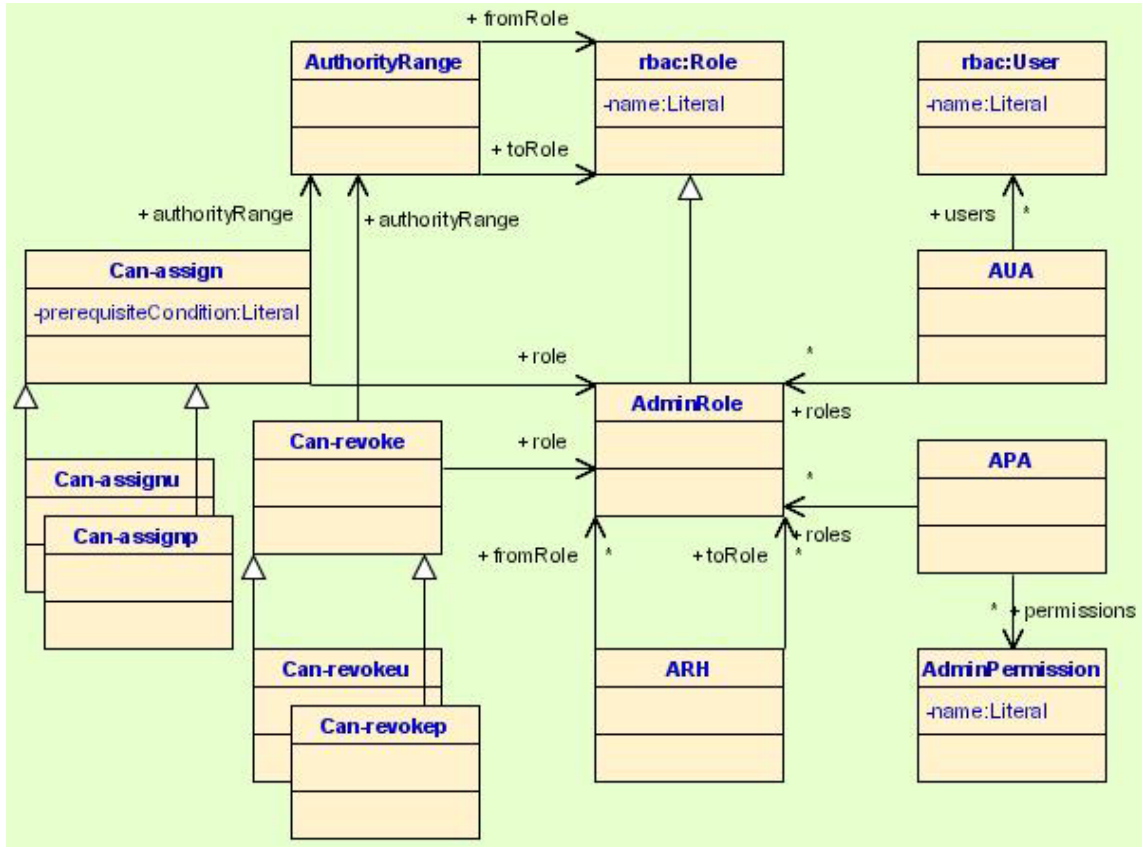 + fromRole
AuthorityRange
rbac:Role
-name:Literal
rbac:User
-name:Literal
+ toRole
+ authorityRange
+ authorityRange
+ users *
Can-assign
-prerequisiteCondition:Literal
AUA
+ role
*
+ roles
AdminRole
Can-revoke
+ role
APA
*
+ roles
Can-assignu
Can-assignp
+ fromRole *
+ toRole *
* + permissions
Can-revokeu
Can-revokep
ARH
AdminPermission
-name:Literal